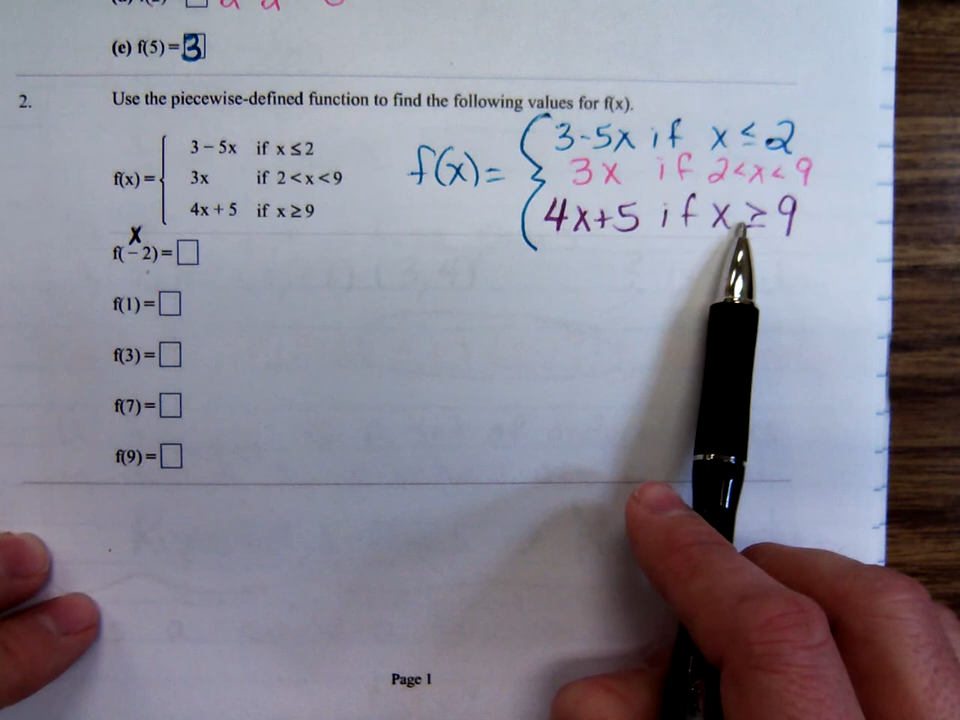 (c) f(5) = 3
2. Use the piecewise-defined function to find the following values for f(x).
f(x) = { 3 − 5x if x ≤ 2
3x if 2 < x < 9
4x + 5 if x ≥ 9
f(x) = { 3-5x if x ≤ 2
3x if 2<x<9
4x+5 if x ≥ 9
x
f(− 2) =
f(1) =
f(3) =
f(7) =
f(9) =
Page 1